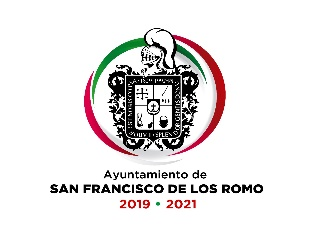 Ayuntamiento de
SAN FRANCISCO DE LOS ROMO
2019 • 2021